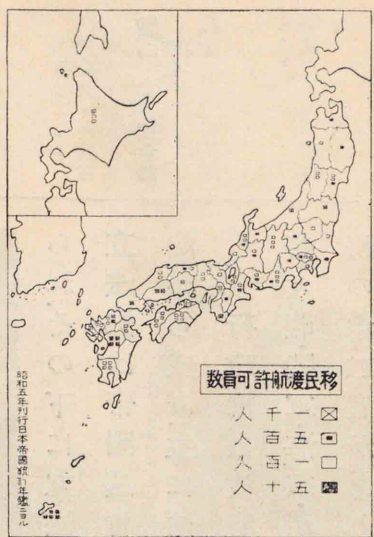 移民渡航許可員数
一千人
五百人
一百人
五十人
昭和五年刊行日本帝國統計年鑑ニヨル